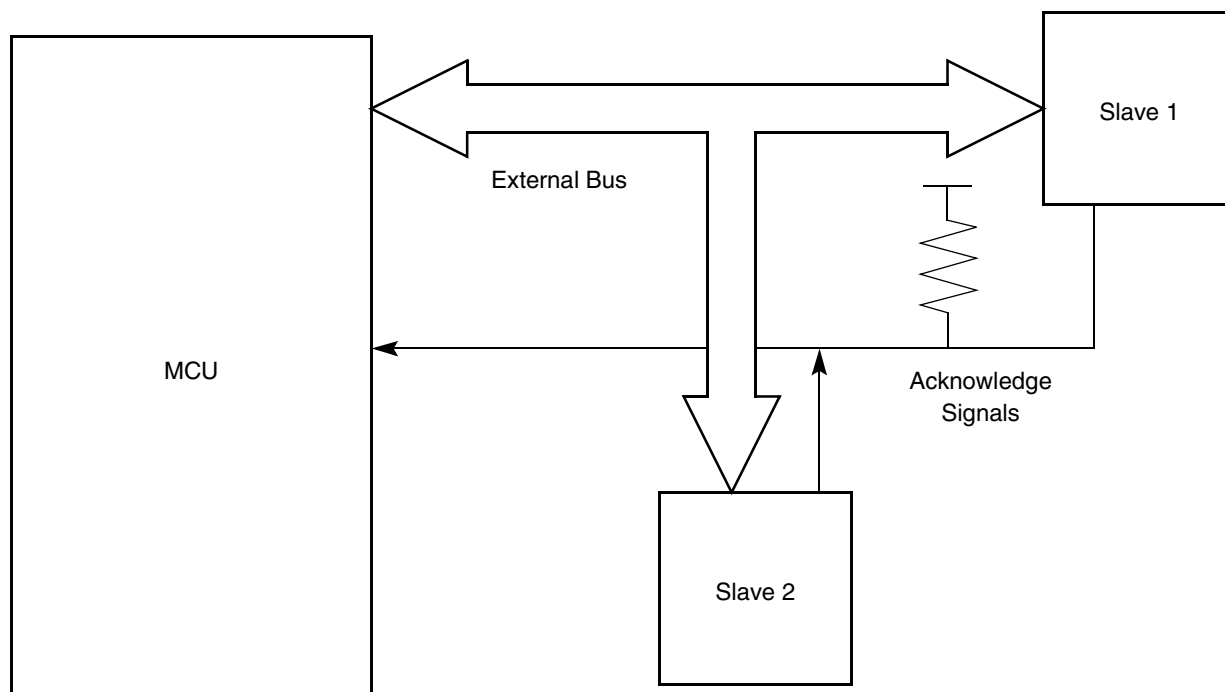 Slave 1
External Bus
MCU
Acknowledge
Signals
Slave 2